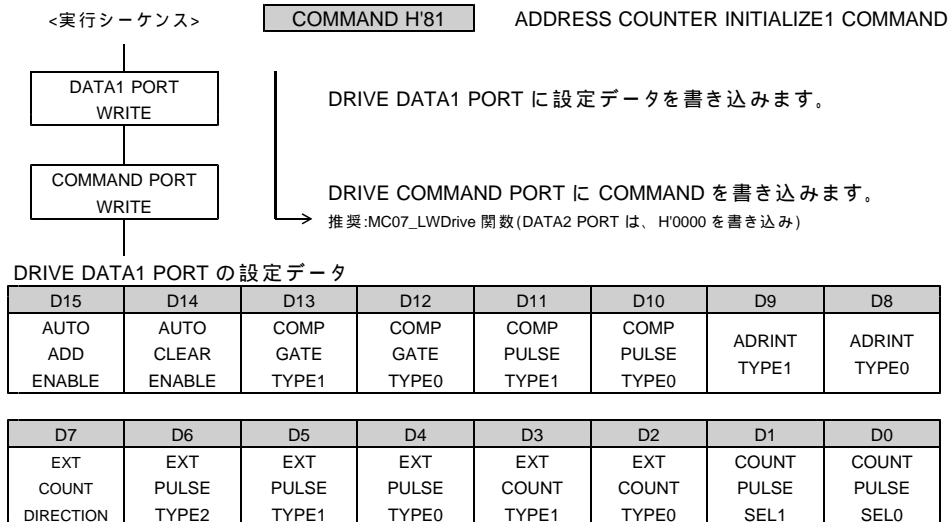 <実行シーケンス> COMMAND H'81 ADDRESS COUNTER INITIALIZE1 COMMAND
DATA1 PORT
WRITE
DRIVE DATA1 PORT に設定データを書き込みます。
COMMAND PORT
WRITE
DRIVE COMMAND PORT に COMMAND を書き込みます。
推奨:MC07_LWDrive 関数(DATA2 PORT は、H'0000 を書き込み)
DRIVE DATA1 PORT の設定データ
D15 D14 D13 D12 D11 D10 D9 D8
AUTO AUTO COMP COMP COMP COMP ADRINT ADRINT
ADD CLEAR GATE GATE PULSE PULSE TYPE1 TYPE0
ENABLE ENABLE TYPE1 TYPE0 TYPE1 TYPE0
D7 D6 D5 D4 D3 D2 D1 D0
EXT EXT EXT EXT EXT EXT COUNT COUNT
COUNT PULSE PULSE PULSE COUNT COUNT PULSE PULSE
DIRECTION TYPE2 TYPE1 TYPE0 TYPE1 TYPE0 SEL1 SEL0